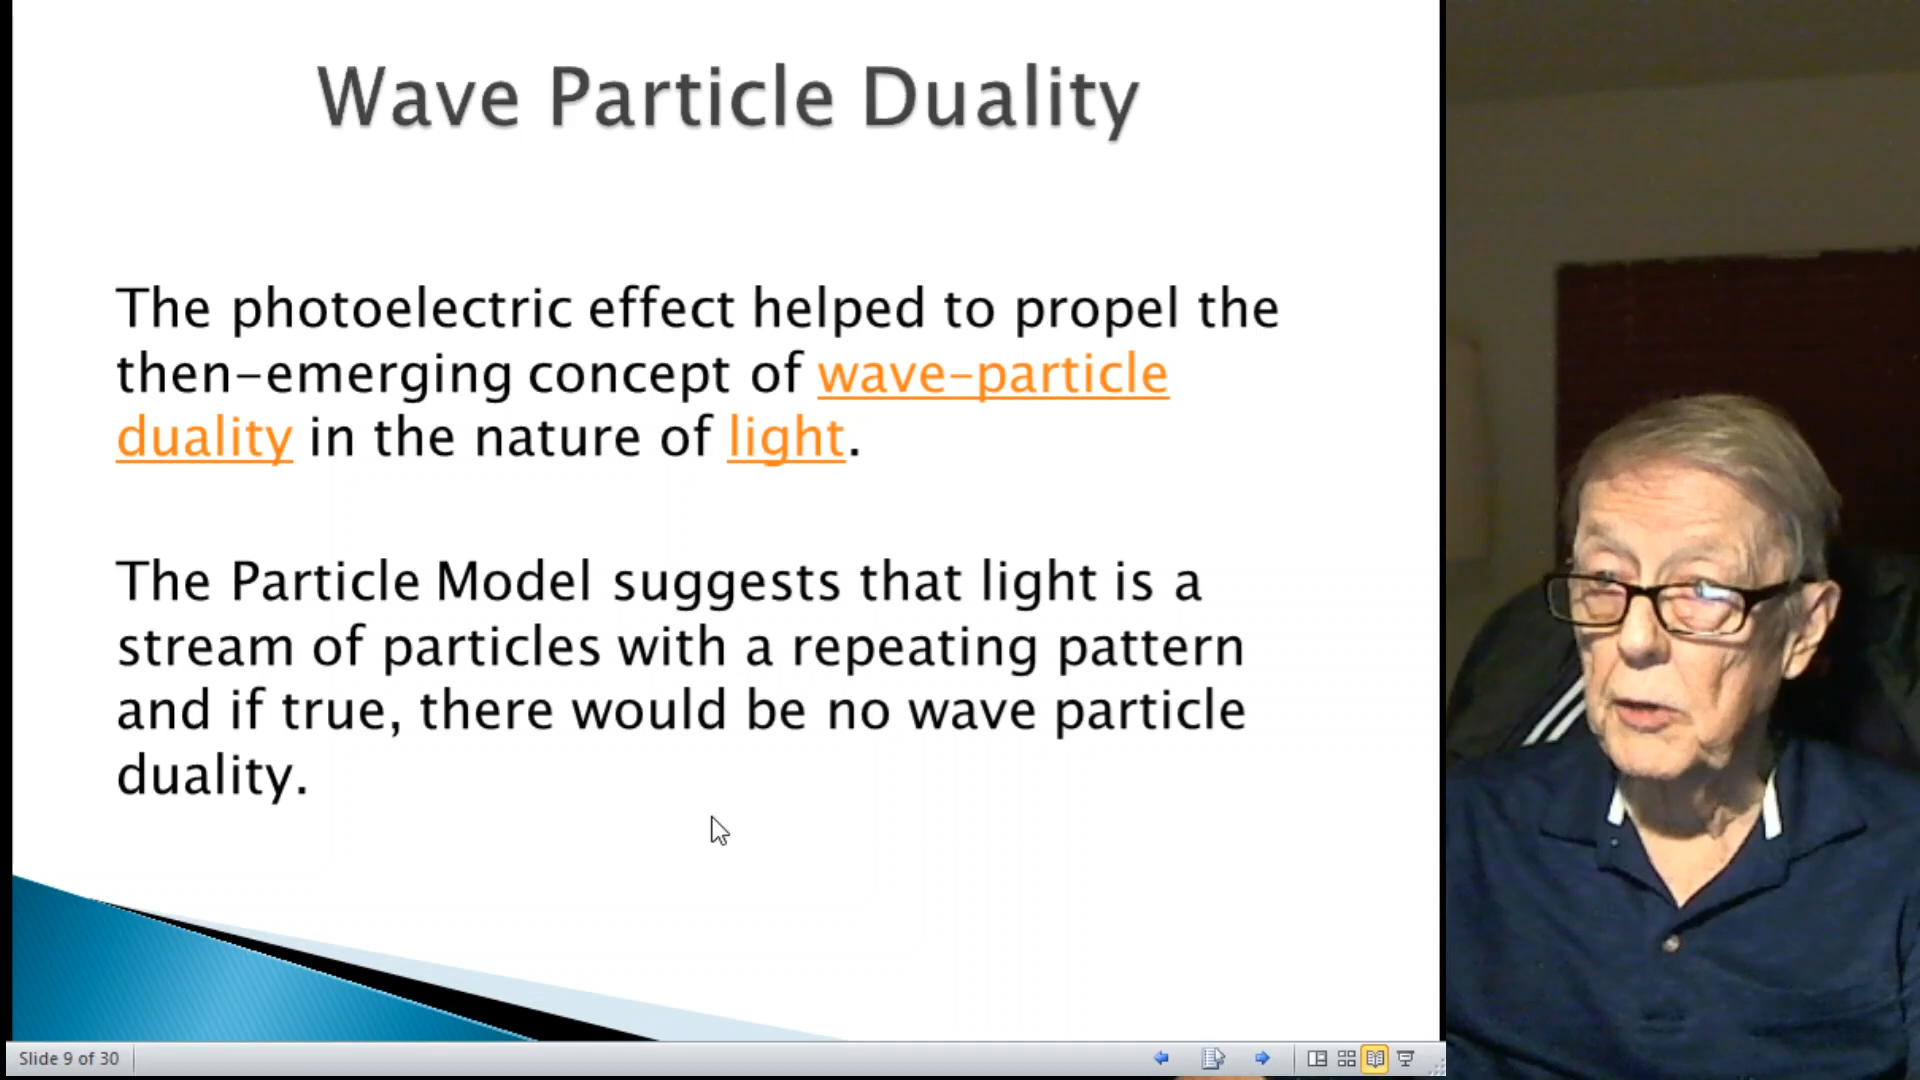 Wave Particle Duality
The photoelectric effect helped to propel the
then-emerging concept of wave-particle
duality in the nature of light.
The Particle Model suggests that light is a
stream of particles with a repeating pattern
and if true, there would be no wave particle
duality.
Slide 9 of 30